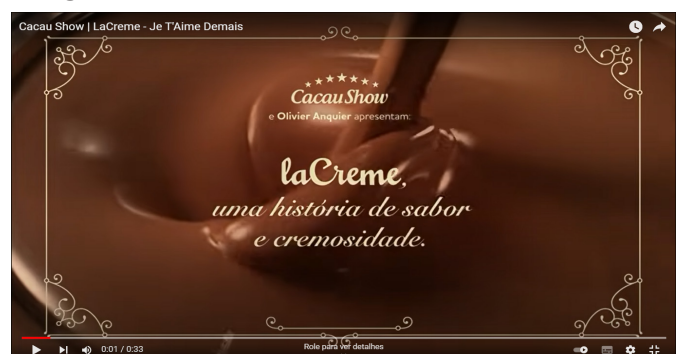 Cacau Show | LaCreme - Je T'Aime Demais
Cacau Show
e Olivier Anquier apresentam:
laCreme,
uma história de sabor
e cremosidade.
0:01 / 0:33
Role para ver detalhes